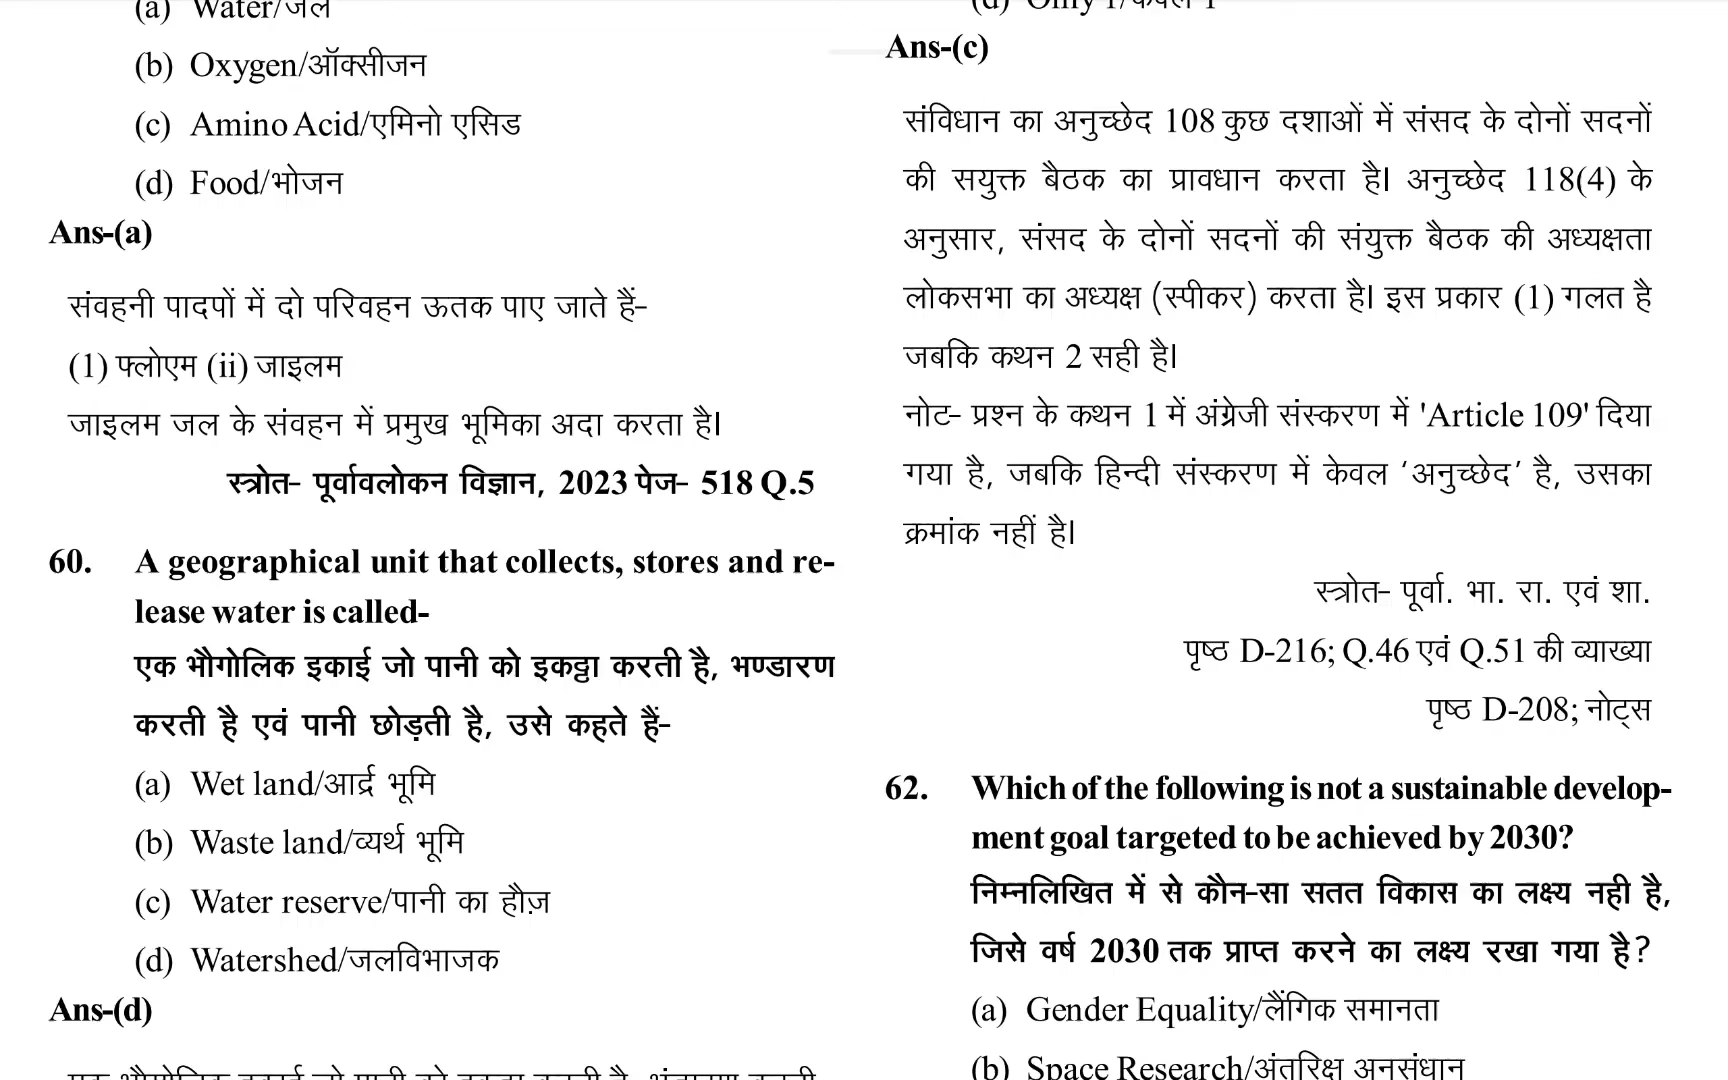 (a) Water/जल
(b) Oxygen/ऑक्सीजन
(c) Amino Acid/एमिनो एसिड
(d) Food/भोजन
Ans-(a)
संवहनी पादपों में दो परिवहन ऊतक पाए जाते हैं-
(1) फ्लोएम (ii) जाइलम
जाइलम जल के संवहन में प्रमुख भूमिका अदा करता है।
स्त्रोत- पूर्वावलोकन विज्ञान, 2023 पेज- 518 Q.5
60. A geographical unit that collects, stores and re-
lease water is called-
एक भौगोलिक इकाई जो पानी को इकठ्ठा करती है, भण्डारण
करती है एवं पानी छोड़ती है, उसे कहते हैं-
(a) Wet land/आर्द्र भूमि
(b) Waste land/व्यर्थ भूमि
(c) Water reserve/पानी का हौज़
(d) Watershed/जलविभाजक
Ans-(d)
(d) Only 1/केवल 1
Ans-(c)
संविधान का अनुच्छेद 108 कुछ दशाओं में संसद के दोनों सदनों
की सयुक्त बैठक का प्रावधान करता है। अनुच्छेद 118(4) के
अनुसार, संसद के दोनों सदनों की संयुक्त बैठक की अध्यक्षता
लोकसभा का अध्यक्ष (स्पीकर) करता है। इस प्रकार (1) गलत है
जबकि कथन 2 सही है।
नोट- प्रश्न के कथन 1 में अंग्रेजी संस्करण में 'Article 109' दिया
गया है, जबकि हिन्दी संस्करण में केवल ‘अनुच्छेद’ है, उसका
क्रमांक नहीं है।
स्त्रोत- पूर्वा. भा. रा. एवं शा.
पृष्ठ D-216; Q.46 एवं Q.51 की व्याख्या
पृष्ठ D-208; नोट्स
62. Which of the following is not a sustainable develop-
ment goal targeted to be achieved by 2030?
निम्नलिखित में से कौन-सा सतत विकास का लक्ष्य नही है,
जिसे वर्ष 2030 तक प्राप्त करने का लक्ष्य रखा गया है?
(a) Gender Equality/लैंगिक समानता
(b) Space Research/अंतरिक्ष अनुसंधान